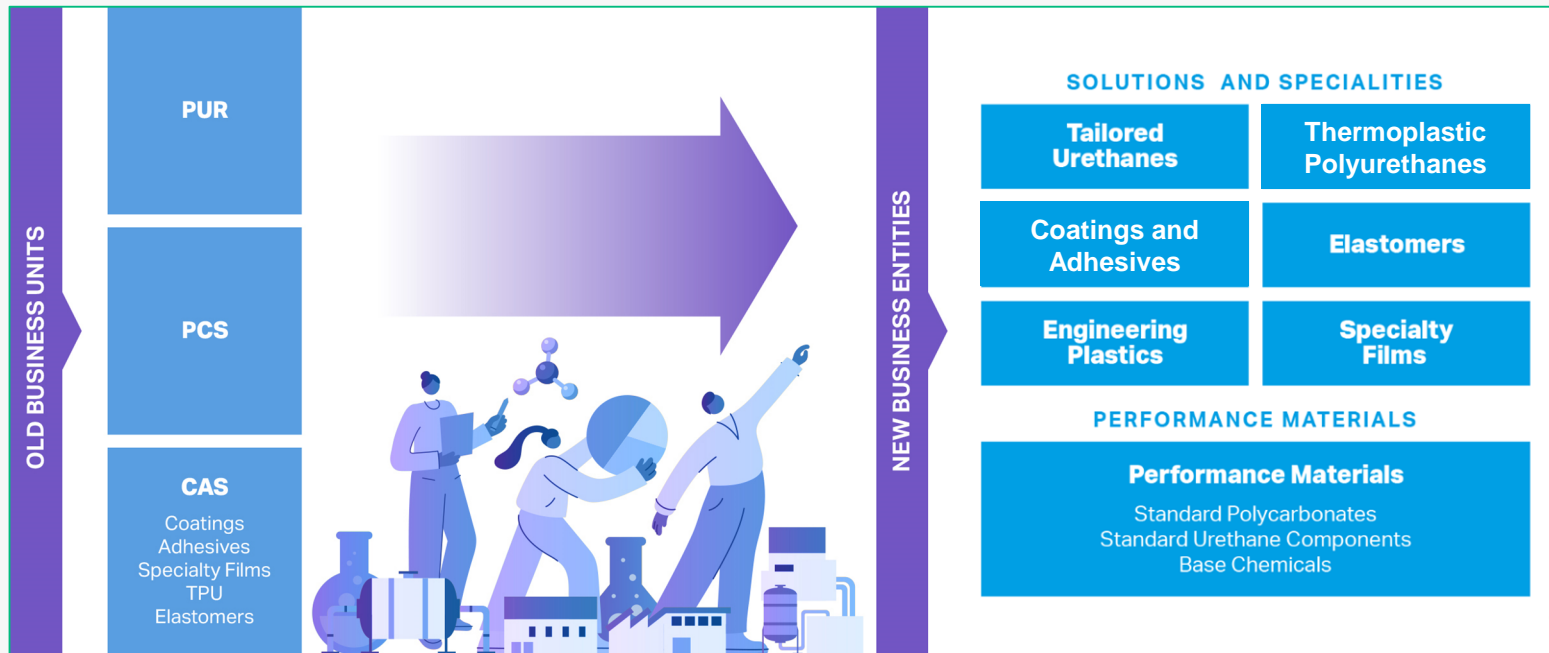 OLD BUSINESS UNITS
PUR
PCS
CAS
Coatings
Adhesives
Specialty Films
TPU
Elastomers
NEW BUSINESS ENTITIES
SOLUTIONS AND SPECIALITIES
Tailored
Urethanes
Thermoplastic
Polyurethanes
Coatings and
Adhesives
Elastomers
Engineering
Plastics
Specialty
Films
PERFORMANCE MATERIALS
Performance Materials
Standard Polycarbonates
Standard Urethane Components
Base Chemicals